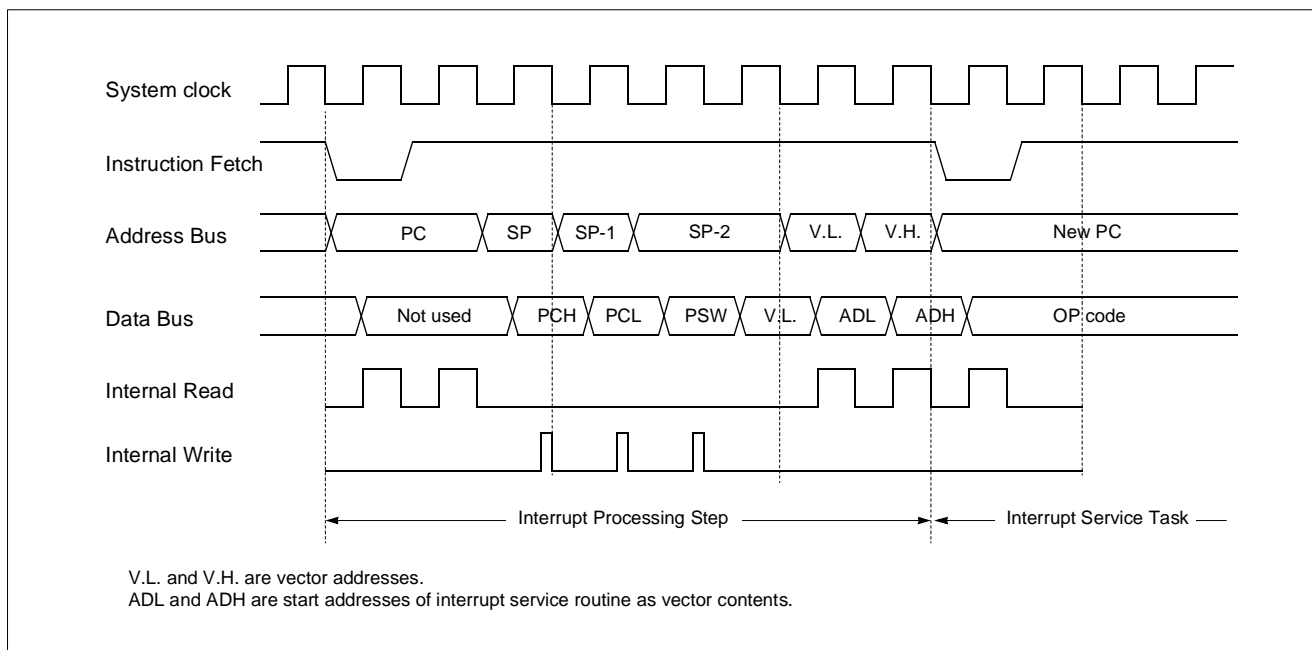 System clock
Instruction Fetch
Address Bus PC SP SP-1 SP-2 V.L. V.H. New PC
Data Bus Not used PCH PCL PSW V.L. ADL ADH OP code
Internal Read
Internal Write
Interrupt Processing Step Interrupt Service Task
V.L. and V.H. are vector addresses.
ADL and ADH are start addresses of interrupt service routine as vector contents.